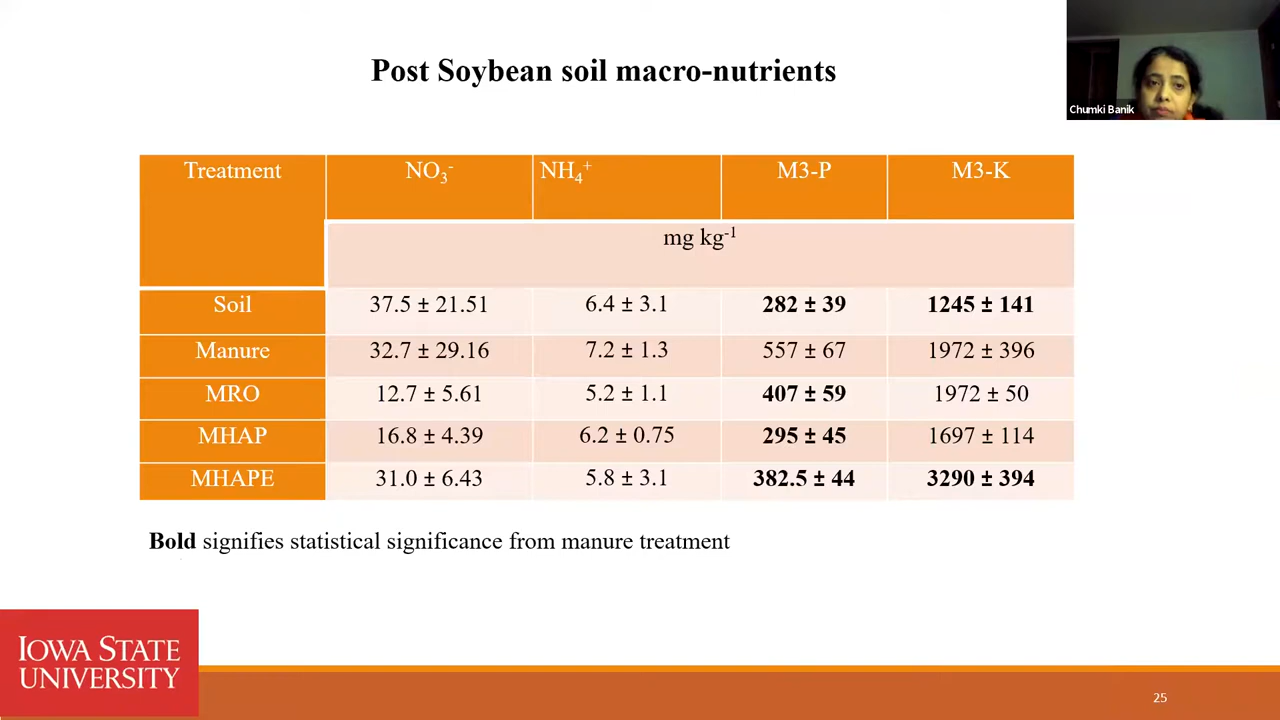 Post Soybean soil macro-nutrients
Chumki Banik
Treatment NO₃⁻ NH₄⁺ M3-P M3-K
mg kg⁻¹
Soil 37.5 ± 21.51 6.4 ± 3.1 282 ± 39 1245 ± 141
Manure 32.7 ± 29.16 7.2 ± 1.3 557 ± 67 1972 ± 396
MRO 12.7 ± 5.61 5.2 ± 1.1 407 ± 59 1972 ± 50
MHAP 16.8 ± 4.39 6.2 ± 0.75 295 ± 45 1697 ± 114
MHAPE 31.0 ± 6.43 5.8 ± 3.1 382.5 ± 44 3290 ± 394
Bold signifies statistical significance from manure treatment
IOWA STATE
UNIVERSITY
25